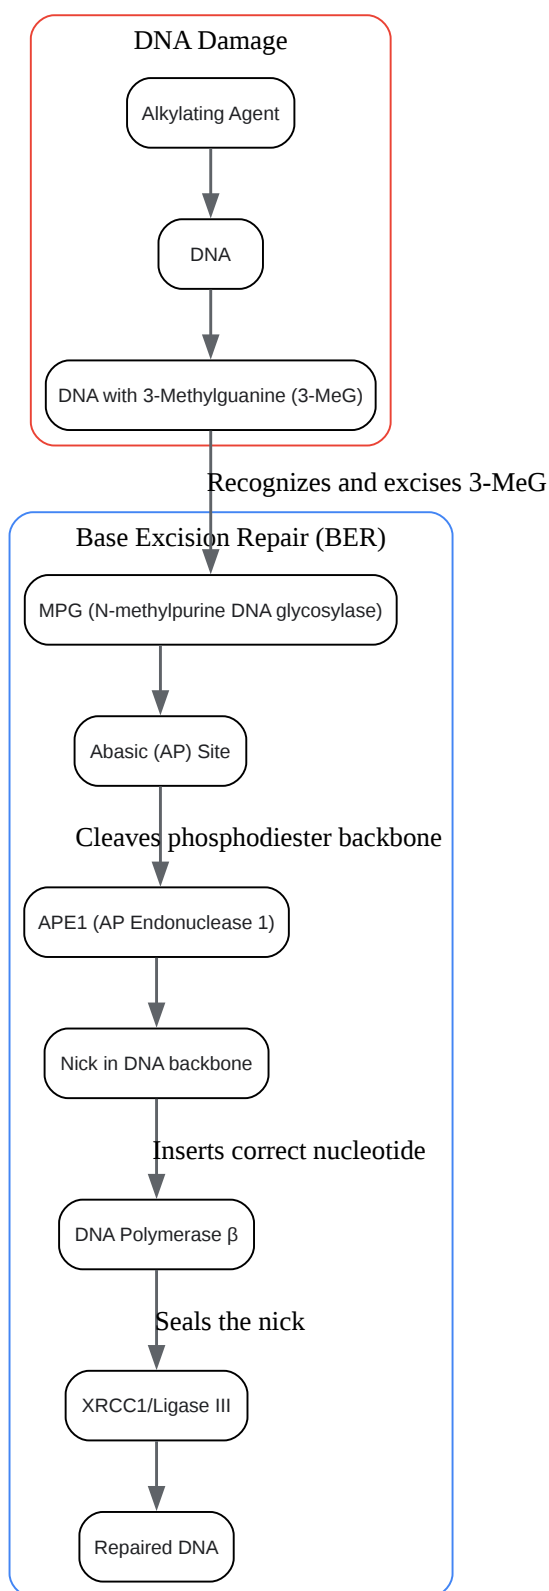 DNA Damage
Alkylating Agent
DNA
DNA with 3-Methylguanine (3-MeG)
Recognizes and excises 3-MeG
Base Excision Repair (BER)
MPG (N-methylpurine DNA glycosylase)
Abasic (AP) Site
Cleaves phosphodiester backbone
APE1 (AP Endonuclease 1)
Nick in DNA backbone
Inserts correct nucleotide
DNA Polymerase β
Seals the nick
XRCC1/Ligase III
Repaired DNA